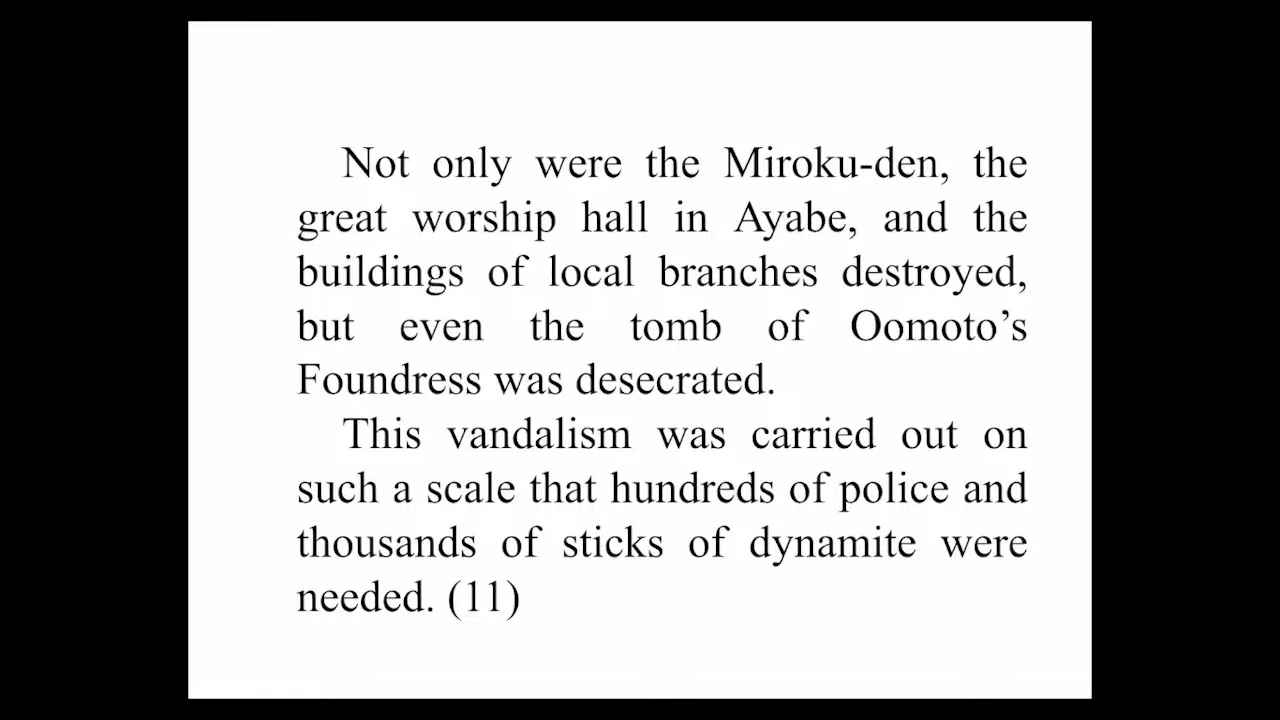 Not only were the Miroku-den, the
great worship hall in Ayabe, and the
buildings of local branches destroyed,
but even the tomb of Oomoto’s
Foundress was desecrated.
This vandalism was carried out on
such a scale that hundreds of police and
thousands of sticks of dynamite were
needed. (11)